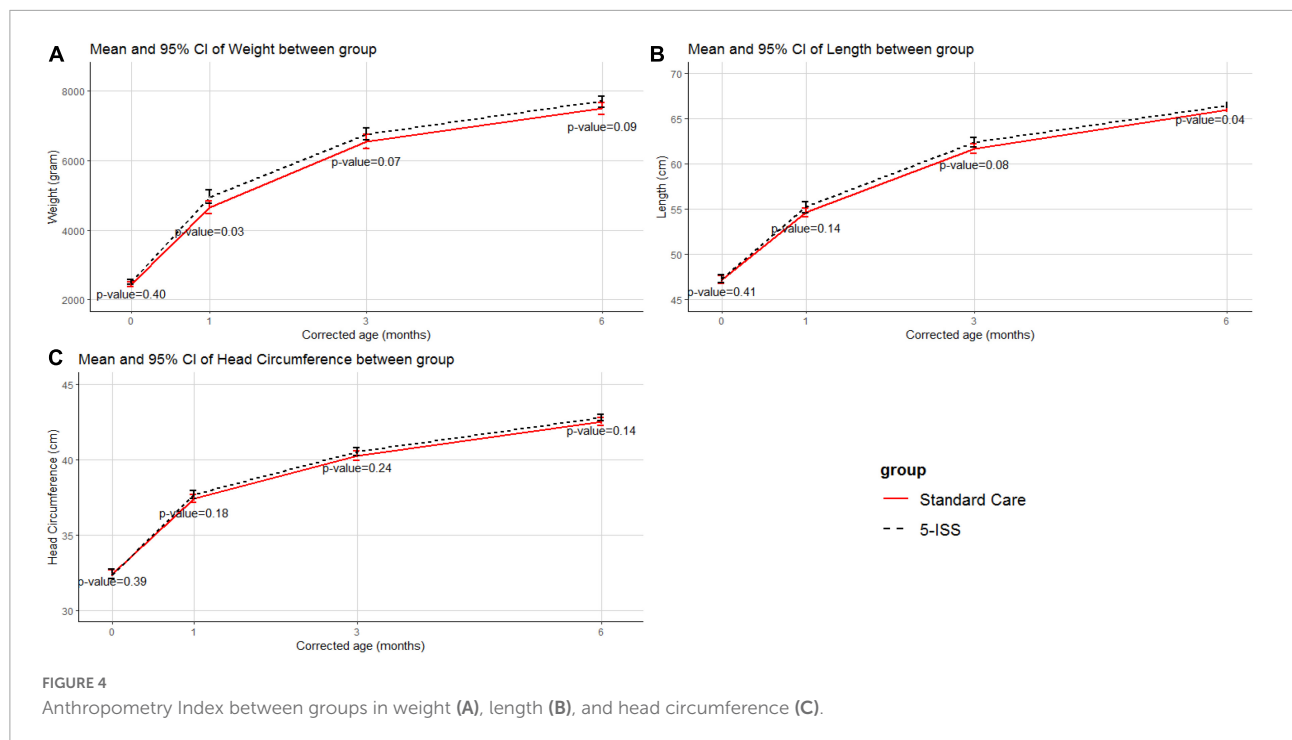 A Mean and 95% CI of Weight between group
8000
6000
4000
2000
Weight (gram)
p-value=0.40
p-value=0.03
p-value=0.07
p-value=0.09
0 1 3 6
Corrected age (months)
B Mean and 95% CI of Length between group
70
65
60
55
50
45
Length (cm)
p-value=0.41
p-value=0.14
p-value=0.08
p-value=0.04
0 1 3 6
Corrected age (months)
C Mean and 95% CI of Head Circumference between group
45
40
35
30
Head Circumference (cm)
p-value=0.39
p-value=0.18
p-value=0.24
p-value=0.14
0 1 3 6
Corrected age (months)
group
Standard Care
5-ISS
FIGURE 4
Anthropometry Index between groups in weight (A), length (B), and head circumference (C).